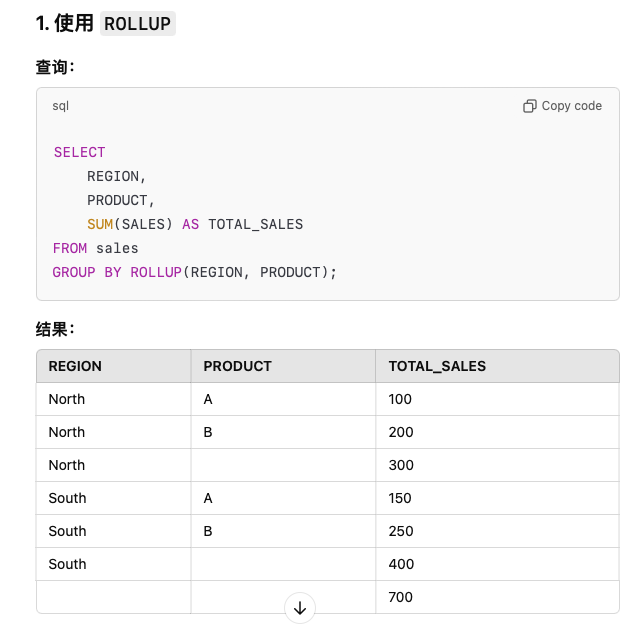 1. 使用 ROLLUP
查询：
sql Copy code
SELECT
REGION,
PRODUCT,
SUM(SALES) AS TOTAL_SALES
FROM sales
GROUP BY ROLLUP(REGION, PRODUCT);
结果：
REGION PRODUCT TOTAL_SALES
North A 100
North B 200
North 300
South A 150
South B 250
South 400
700